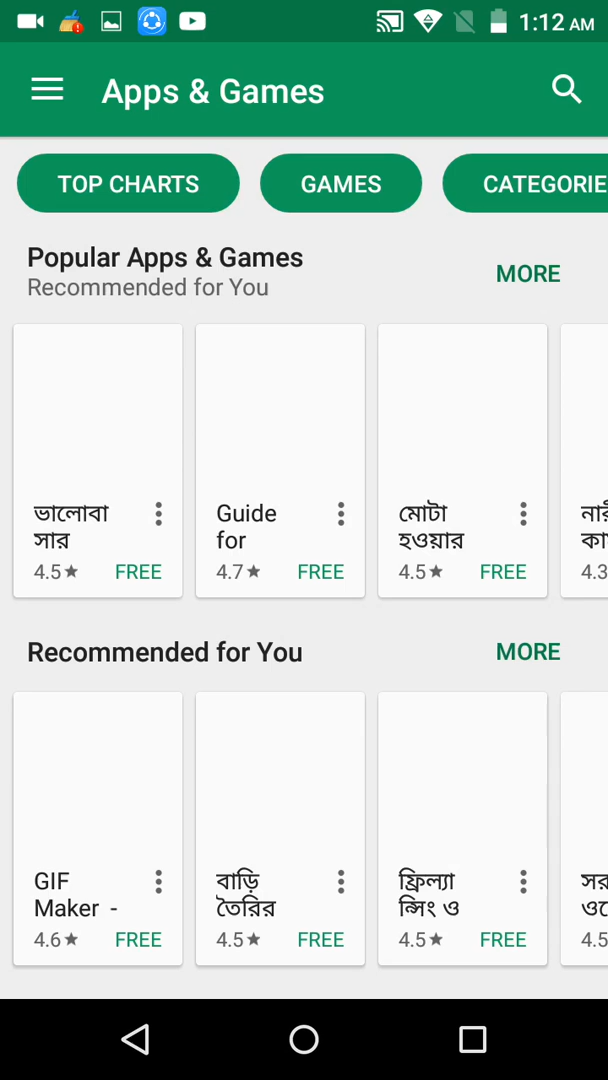 1:12 AM
Apps & Games
TOP CHARTS
GAMES
CATEGORIE
Popular Apps & Games
Recommended for You
MORE
ভালোবা
সার
4.5★ FREE
Guide
for
4.7★ FREE
মোটা
হওয়ার
4.5★ FREE
4.3
Recommended for You
MORE
GIF
Maker -
4.6★ FREE
বাড়ি
তৈরির
4.5★ FREE
ফ্রিল্যা
ন্সিং ও
4.5★ FREE
4.5